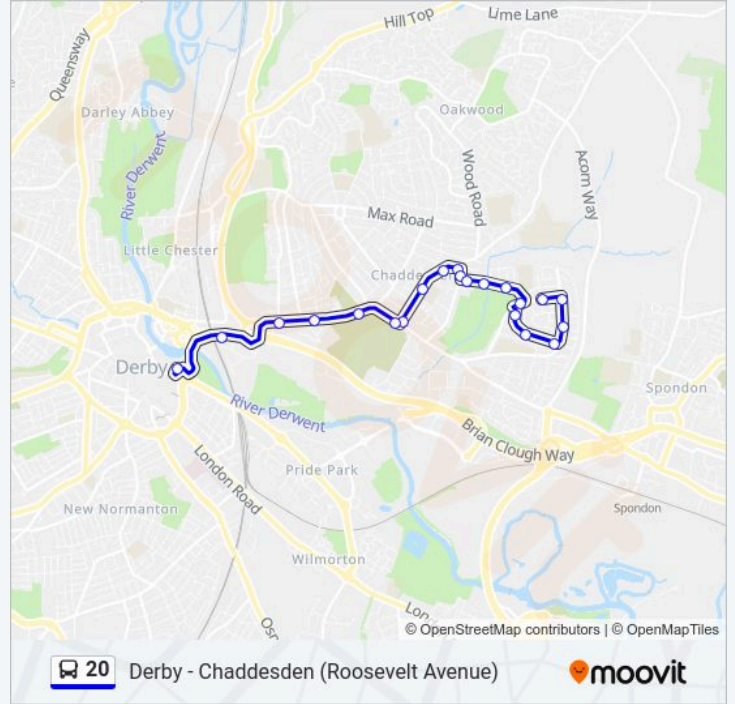 Hill Top
Lime Lane
Queensway
Darley Abbey
Oakwood
River Derwent
Wood Road
Acorn Way
Max Road
Little Chester
Chadde
Derby
Spondon
River Derwent
Brian Clough Way
London Road
Pride Park
New Normanton
Spondon
Wilmorton
Lon
Osr
© OpenStreetMap contributors | © OpenMapTiles
20 Derby - Chaddesden (Roosevelt Avenue) moovit